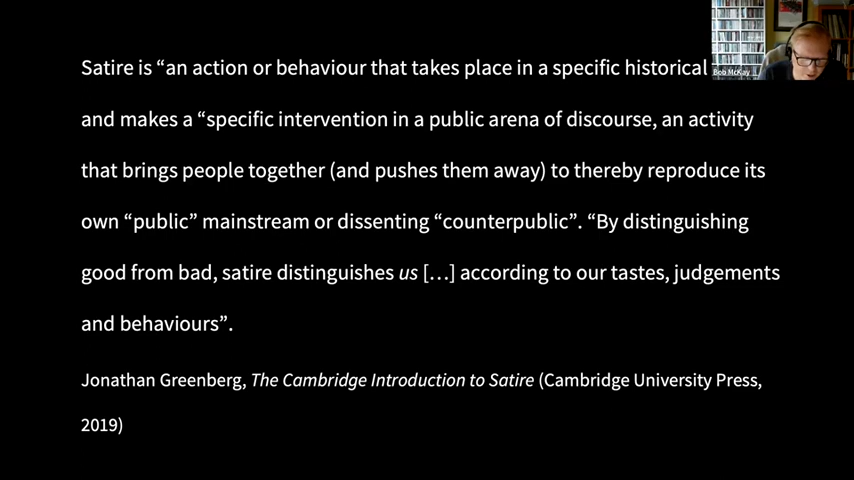 Satire is “an action or behaviour that takes place in a specific historical
Bob McKay
and makes a “specific intervention in a public arena of discourse, an activity
that brings people together (and pushes them away) to thereby reproduce its
own “public” mainstream or dissenting “counterpublic”. “By distinguishing
good from bad, satire distinguishes us […] according to our tastes, judgements
and behaviours”.
Jonathan Greenberg, The Cambridge Introduction to Satire (Cambridge University Press,
2019)